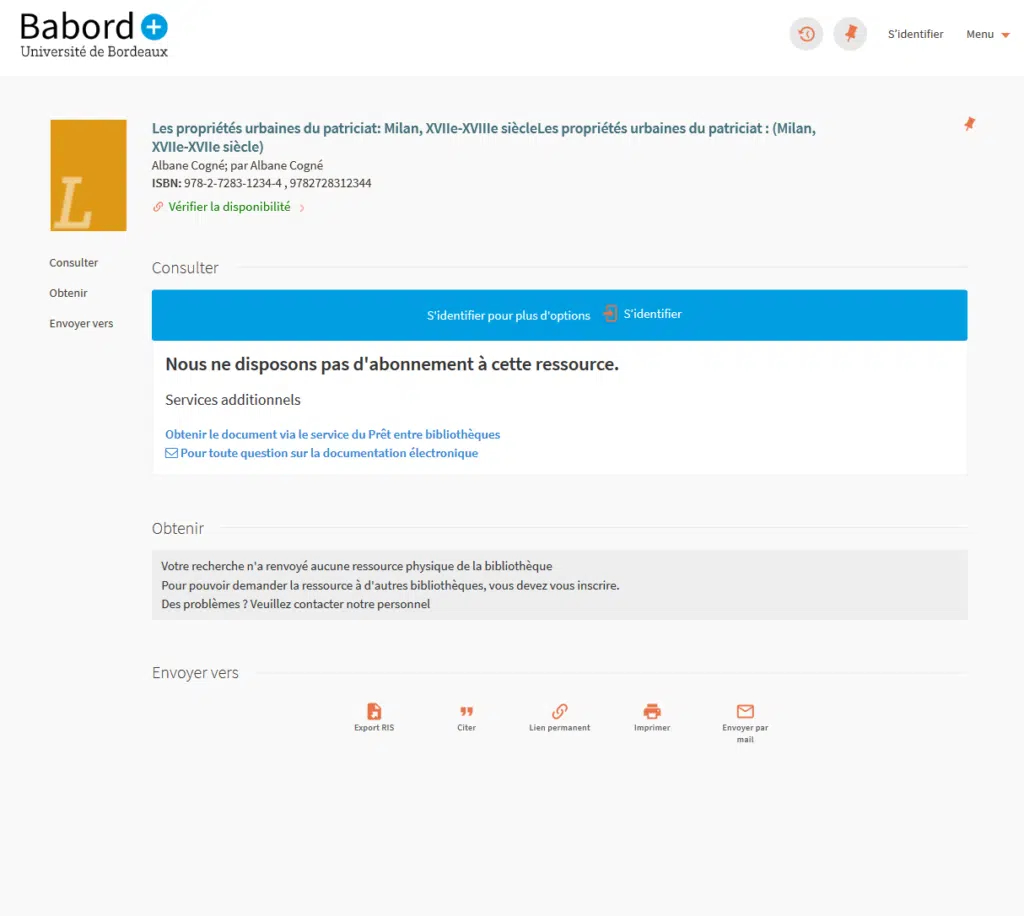 Babord +
Université de Bordeaux
S'identifier
Menu
L
Les propriétés urbaines du patriciat: Milan, XVIIe-XVIIIe siècleLes propriétés urbaines du patriciat : (Milan,
XVIIe-XVIIe siècle)
Albane Cogné; par Albane Cogné
ISBN: 978-2-7283-1234-4 , 9782728312344
Vérifier la disponibilité
Consulter
Obtenir
Envoyer vers
Consulter
S'identifier pour plus d'options S'identifier
Nous ne disposons pas d'abonnement à cette ressource.
Services additionnels
Obtenir le document via le service du Prêt entre bibliothèques
Pour toute question sur la documentation électronique
Obtenir
Votre recherche n'a renvoyé aucune ressource physique de la bibliothèque
Pour pouvoir demander la ressource à d'autres bibliothèques, vous devez vous inscrire.
Des problèmes ? Veuillez contacter notre personnel
Envoyer vers
Export RIS
Citer
Lien permanent
Imprimer
Envoyer par
mail